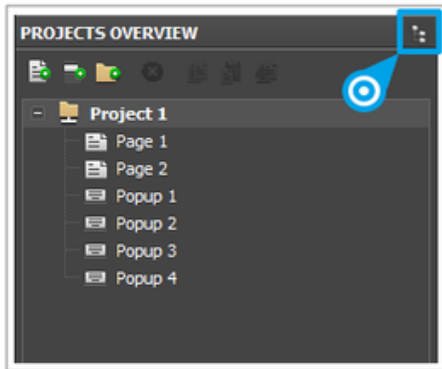 PROJECTS OVERVIEW
Project 1
Page 1
Page 2
Popup 1
Popup 2
Popup 3
Popup 4